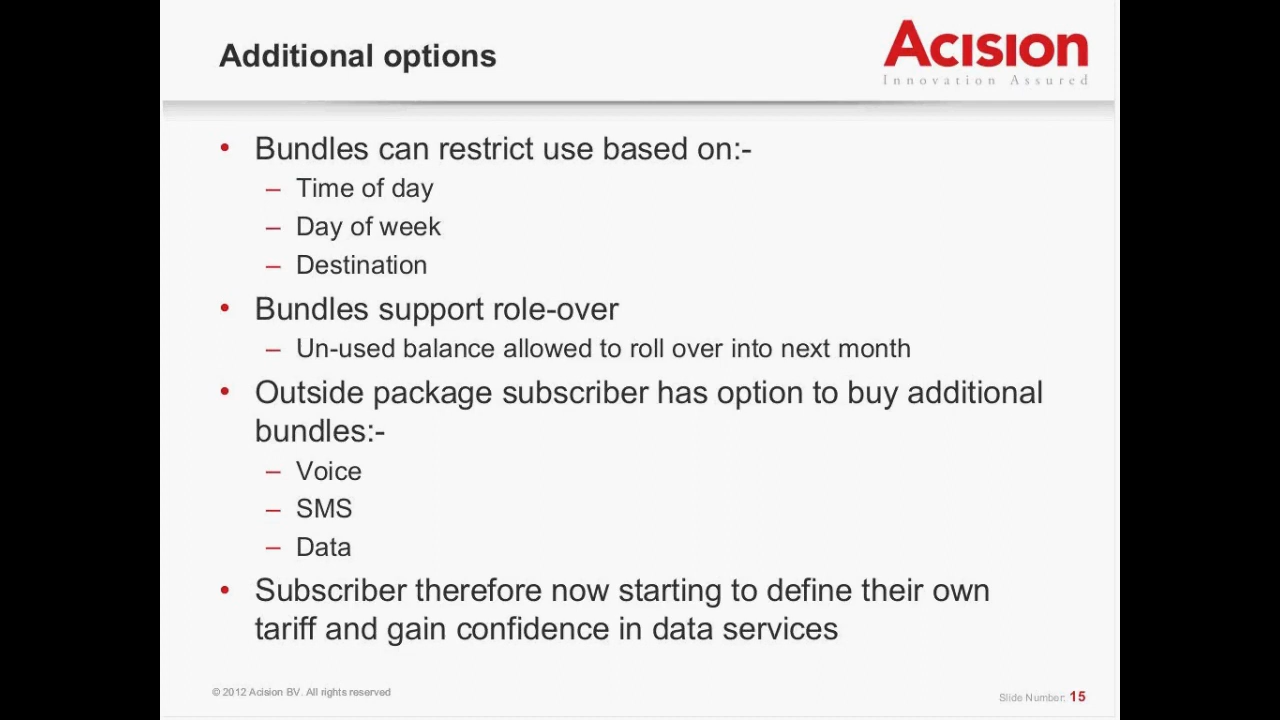 Additional options
Acision
Innovation Assured
• Bundles can restrict use based on:-
– Time of day
– Day of week
– Destination
• Bundles support role-over
– Un-used balance allowed to roll over into next month
• Outside package subscriber has option to buy additional
bundles:-
– Voice
– SMS
– Data
• Subscriber therefore now starting to define their own
tariff and gain confidence in data services
© 2012 Acision BV. All rights reserved
Slide Number: 15